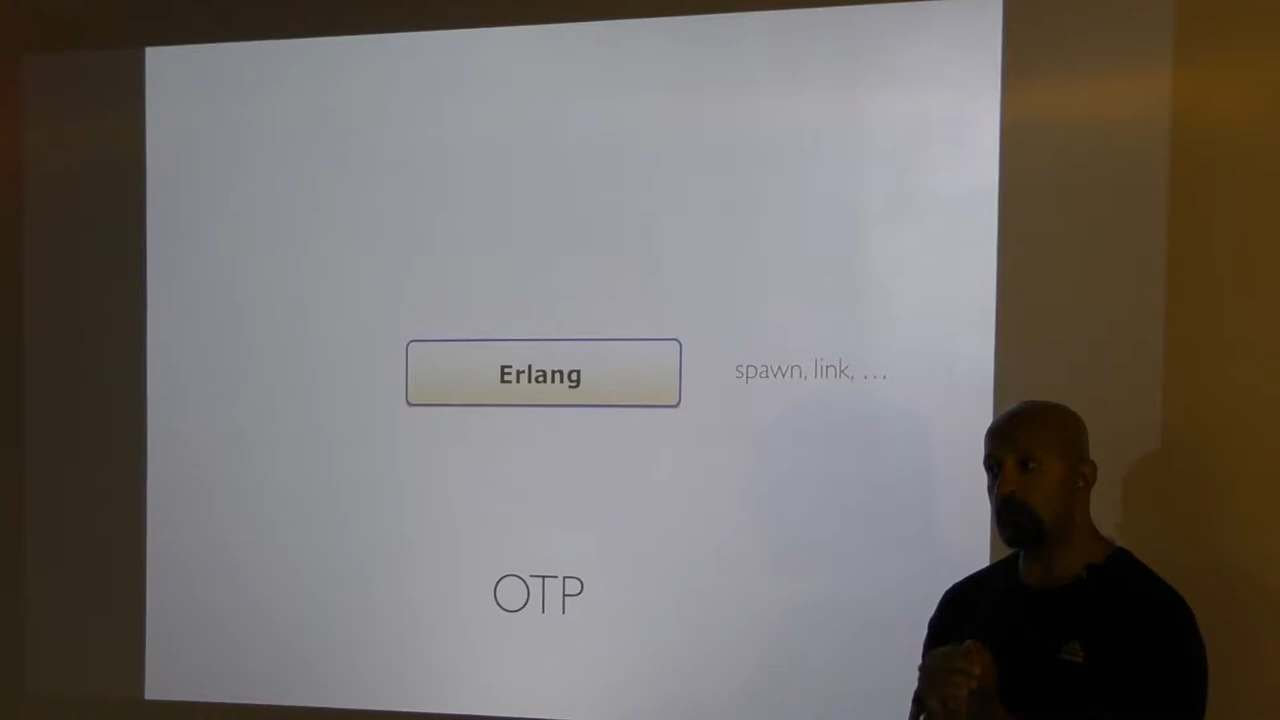 Erlang
spawn, link, …
OTP